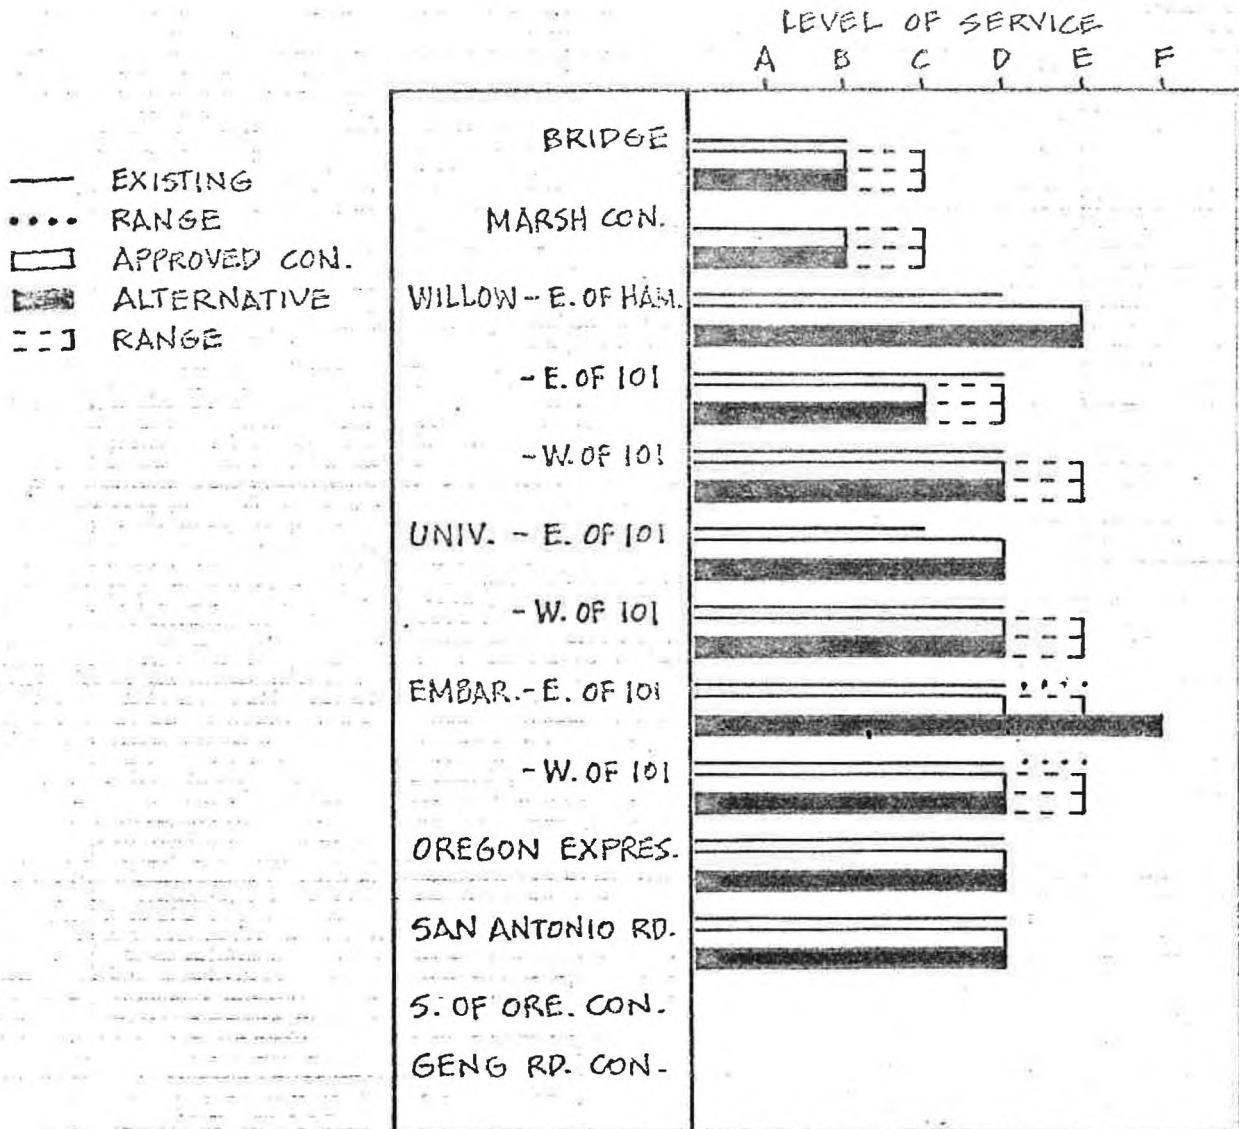 LEVEL OF SERVICE
A B C D E F
EXISTING
RANGE
APPROVED CON.
ALTERNATIVE
RANGE
BRIDGE
MARSH CON.
WILLOW - E. OF HAM.
- E. OF 101
- W. OF 101
UNIV. - E. OF 101
- W. OF 101
EMBAR. - E. OF 101
- W. OF 101
OREGON EXPRES.
SAN ANTONIO RD.
S. OF ORE. CON.
GENG RD. CON.